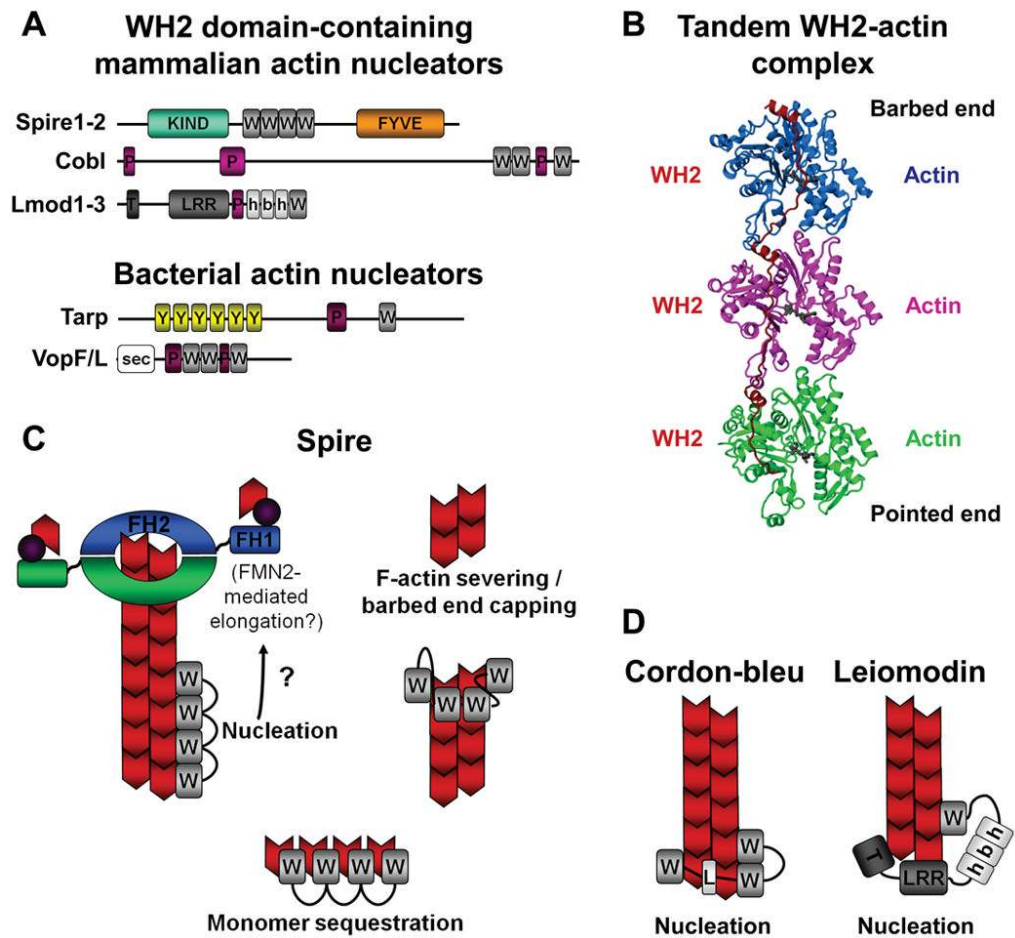 A
WH2 domain-containing
mammalian actin nucleators
Spire1-2 KIND W W W W FYVE
Cobl P P W W P W
Lmod1-3 T LRR P h b h W
Bacterial actin nucleators
Tarp Y Y Y Y Y Y P W
VopF/L sec P W W P W
B
Tandem WH2-actin
complex
Barbed end
WH2 Actin
WH2 Actin
WH2 Actin
Pointed end
C
Spire
FH2
FH1
(FMN2-
mediated
elongation?)
?
Nucleation
W
W
W
W
F-actin severing /
barbed end capping
W W W W
W W W W
Monomer sequestration
D
Cordon-bleu
W
W L W
Nucleation
Leiomodin
W
T LRR h b h
Nucleation